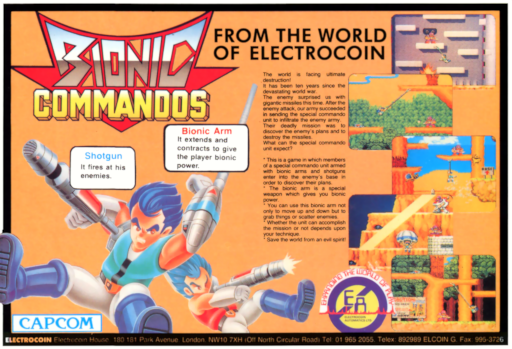 BIONIC
COMMANDOS
FROM THE WORLD
OF ELECTROCOIN
The world is facing ultimate
destruction!
It has been ten years since the
devastating world war.
The enemy surprised us with
gigantic missiles this time. After the
enemy attack, our army succeeded
in sending the special command
unit to infiltrate the enemy army.
Their deadly mission was to
discover the enemy's plans and to
destroy the missiles.
What can the special command
unit expect?
* This is a game in which members
of a special command unit armed
with bionic arms and shotguns
enter into the enemy's base in
order to discover their plans.
* The bionic arm is a special
weapon which gives you bionic
power.
* You can use this bionic arm not
only to move up and down but to
grab things or scatter enemies.
* Whether the unit can accomplish
the mission or not depends upon
your technique.
* Save the world from an evil spirit!
Bionic Arm
It extends and
contracts to give
the player bionic
power.
Shotgun
It fires at his
enemies.
CAPCOM
ELECTROCOIN Electrocoin House: 180 181 Park Avenue. London. NW10 7XH (Off North Circular Road) Tel: 01 965 2055. Telex: 892989 ELCOIN G. Fax: 995-3736